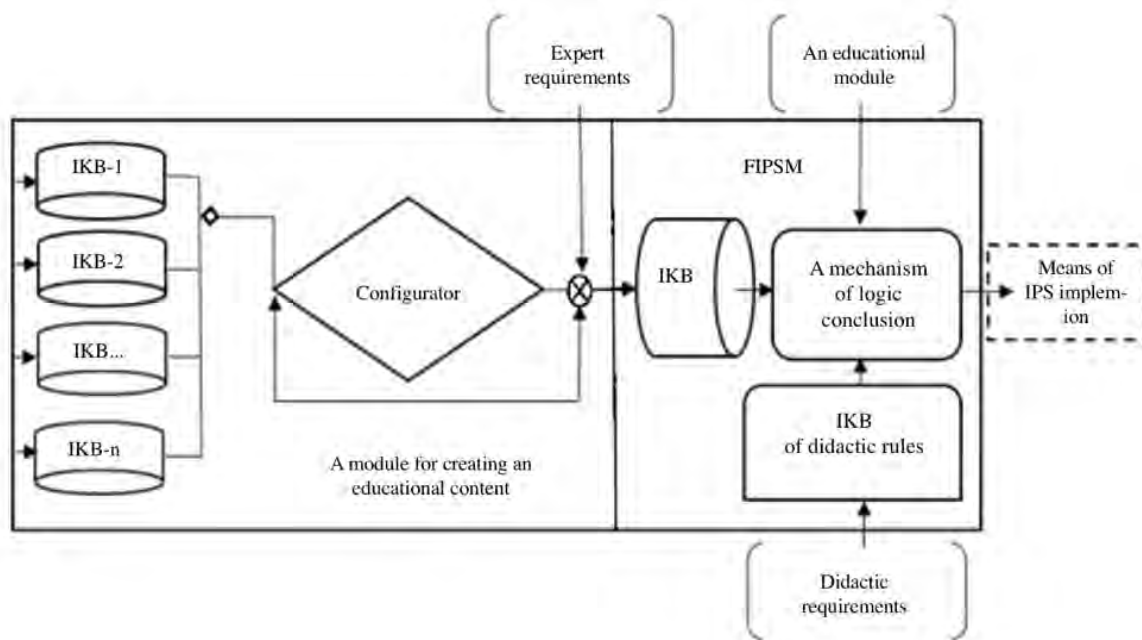 Expert
requirements
An educational
module
IKB-1
IKB-2
IKB...
IKB-n
Configurator
A module for creating an
educational content
FIPSM
IKB
A mechanism
of logic
conclusion
Means of
IPS implem-
ion
IKB
of didactic rules
Didactic
requirements